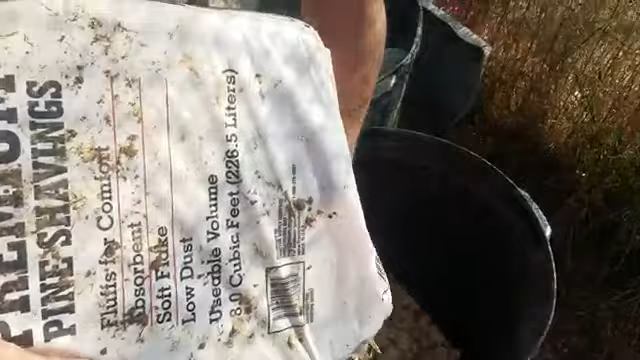 PREMIUM
PINE SHAVINGS
Fluffs for Comfort
Absorbent
Soft Flake
Low Dust
Useable Volume
8.0 Cubic Feet (226.5 Liters)